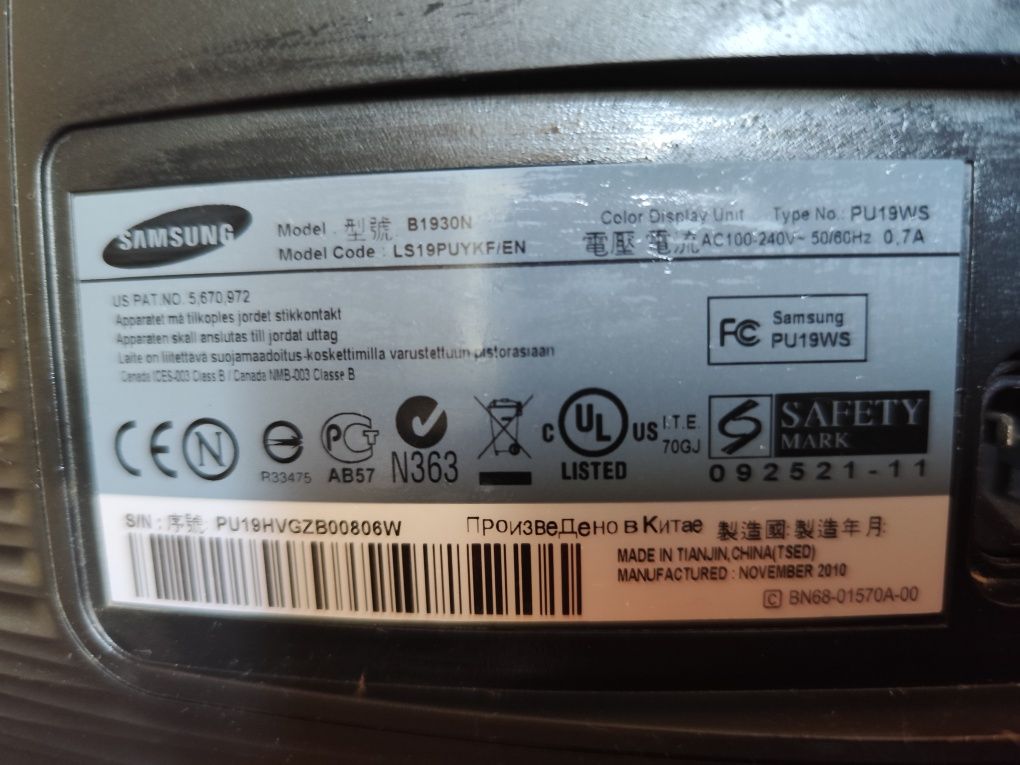 SAMSUNG
Model : 型號 B1930N
Model Code : LS19PUYKF/EN
Color Display Unit Type No.: PU19WS
電壓 電流 AC100-240V~ 50/60Hz 0.7A
US PAT.NO. 5,670,972
Apparatet må tilkoples jordet stikkontakt
Apparaten skall anslutas till jordat uttag
Laite on liitettävä suojamaadoitus-koskettimilla varustettuun pistorasiaan
Canada ICES-003 Class B / Canada NMB-003 Classe B
FC Samsung
PU19WS
CE N R33475 PCT AB57 N363
C UL US LISTED
I.T.E.
70GJ
S SAFETY
MARK
092521-11
S/N : 序號: PU19HVGZB00806W
ПроизвеДено в Китае 製造國: 製造年月:
MADE IN TIANJIN,CHINA(TSED)
MANUFACTURED : NOVEMBER 2010
C BN68-01570A-00